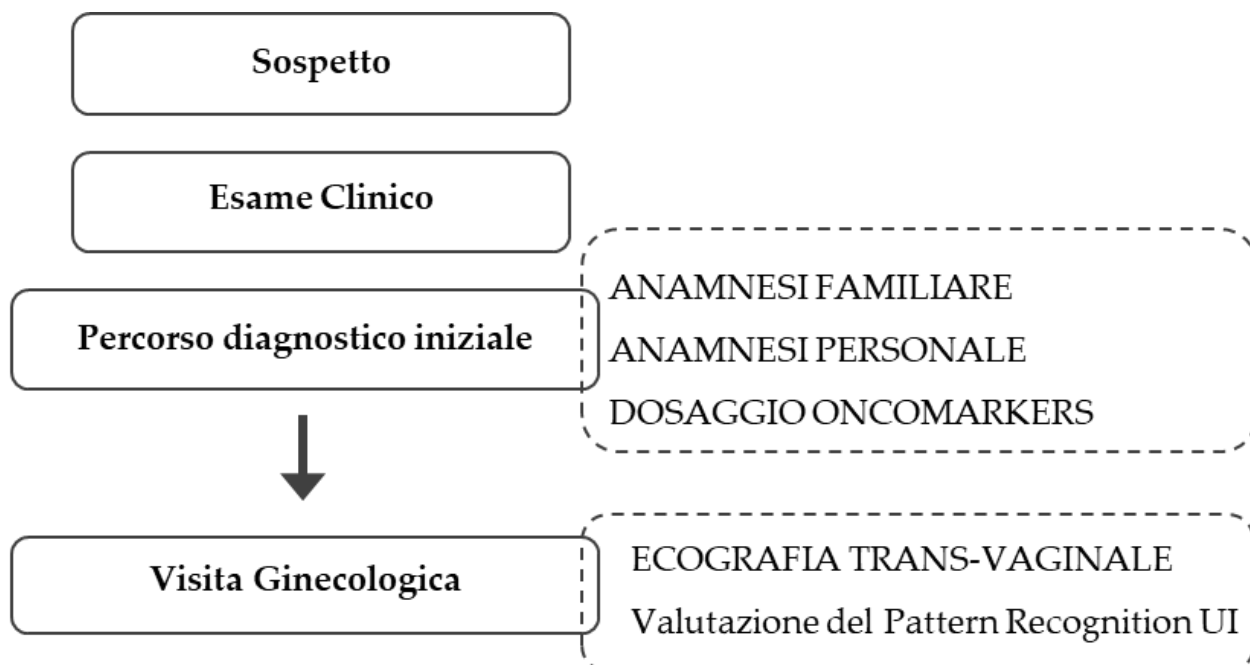 Sospetto
Esame Clinico
Percorso diagnostico iniziale
ANAMNESI FAMILIARE
ANAMNESI PERSONALE
DOSAGGIO ONCOMARKERS
Visita Ginecologica
ECOGRAFIA TRANS-VAGINALE
Valutazione del Pattern Recognition UI